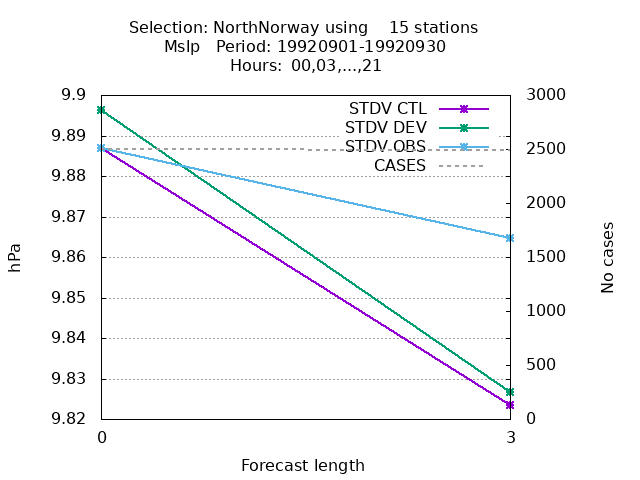 Selection: NorthNorway using    15 stations
Mslp   Period: 19920901-19920930
Hours:  00,03,...,21
9.9
9.89
9.88
9.87
9.86
9.85
9.84
9.83
9.82
3000
2500
2000
1500
1000
500
0
STDV CTL
STDV DEV
STDV OBS
CASES
hPa
No cases
0
3
Forecast length